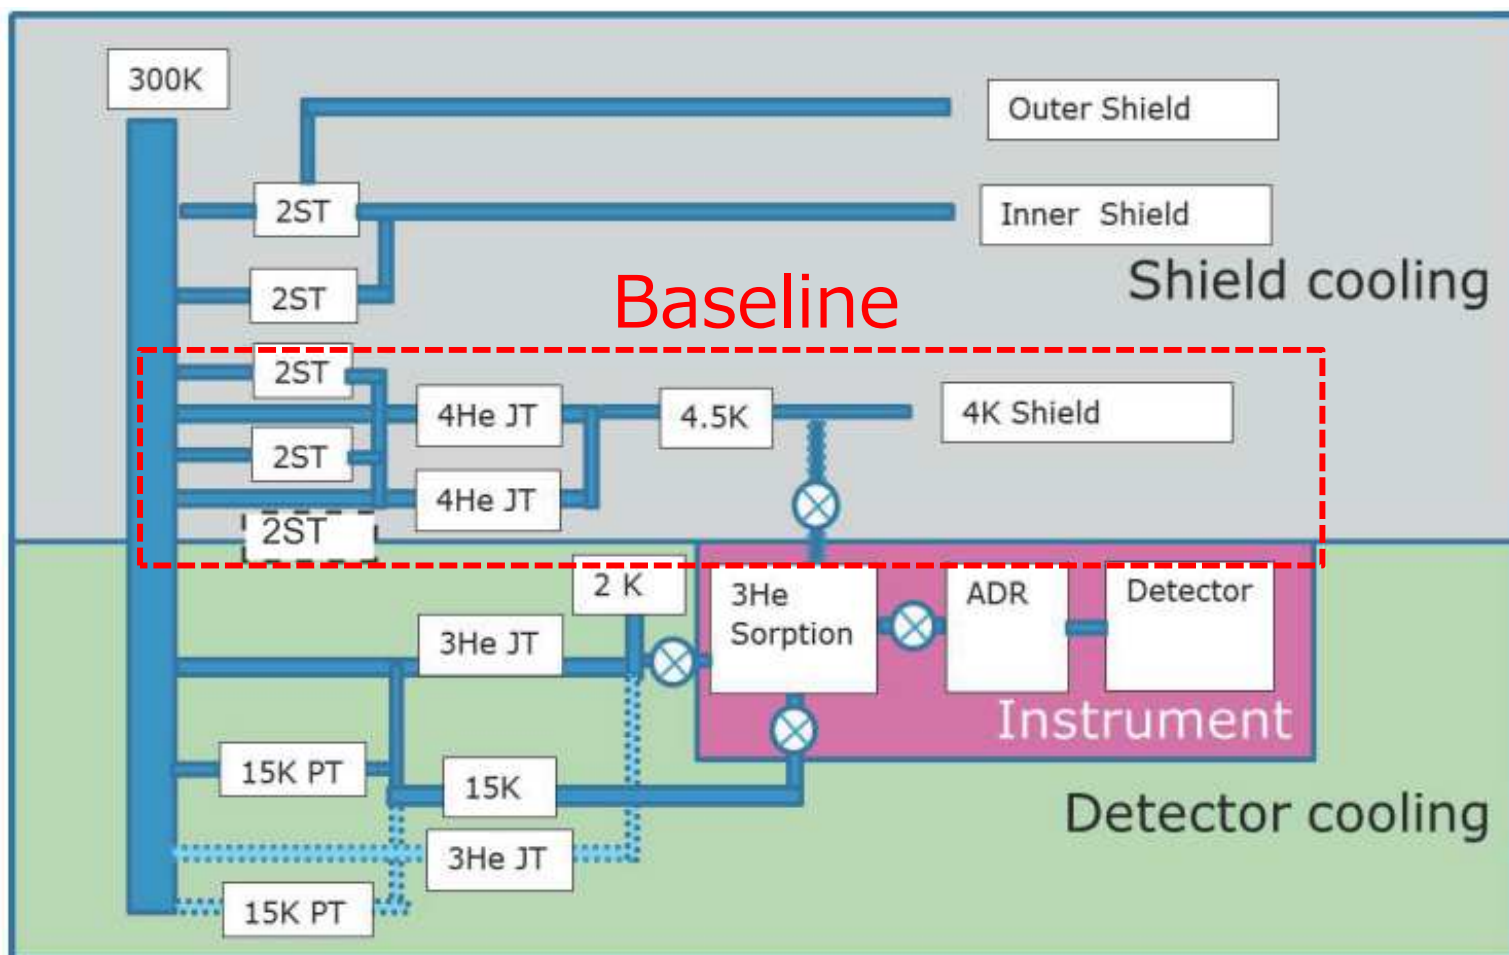 300K
Outer Shield
2ST
Inner Shield
2ST
Shield cooling
Baseline
2ST
4He JT
4.5K
4K Shield
2ST
4He JT
2ST
2 K
3He
Sorption
ADR
Detector
3He JT
Instrument
15K PT
15K
Detector cooling
3He JT
15K PT